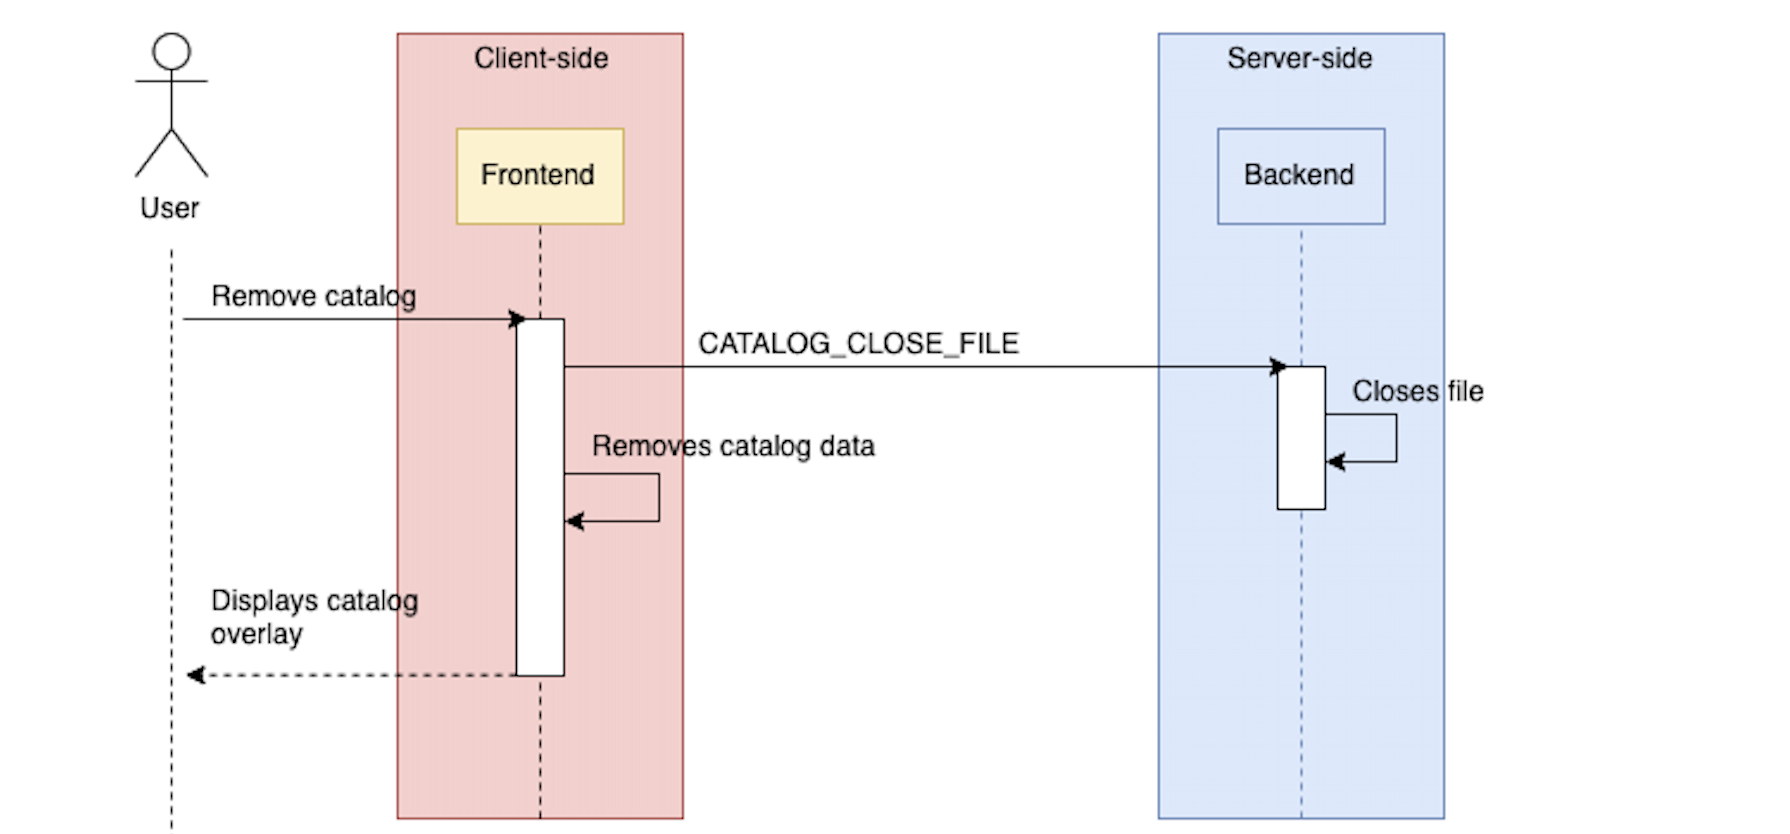 Client-side
Server-side
Frontend
Backend
User
Remove catalog
CATALOG_CLOSE_FILE
Closes file
Removes catalog data
Displays catalog
overlay